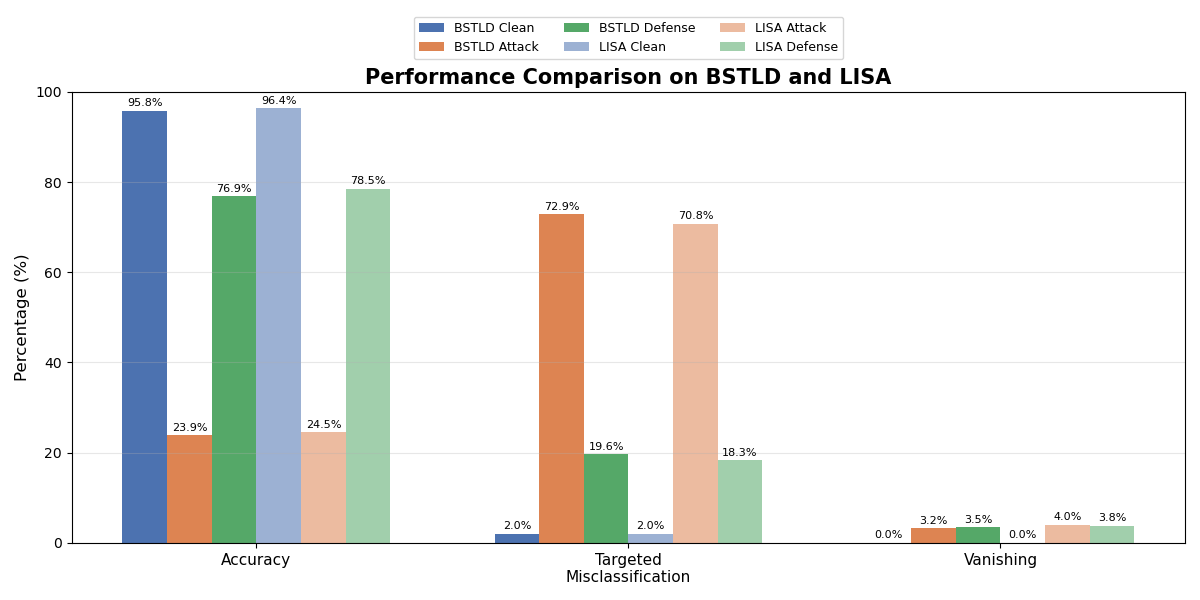 BSTLD Clean
BSTLD Attack
BSTLD Defense
LISA Clean
LISA Attack
LISA Defense
Performance Comparison on BSTLD and LISA
Percentage (%)
100
80
60
40
20
0
95.8%
23.9%
76.9%
96.4%
24.5%
78.5%
2.0%
72.9%
19.6%
2.0%
70.8%
18.3%
0.0%
3.2%
3.5%
0.0%
4.0%
3.8%
Accuracy
Targeted
Misclassification
Vanishing